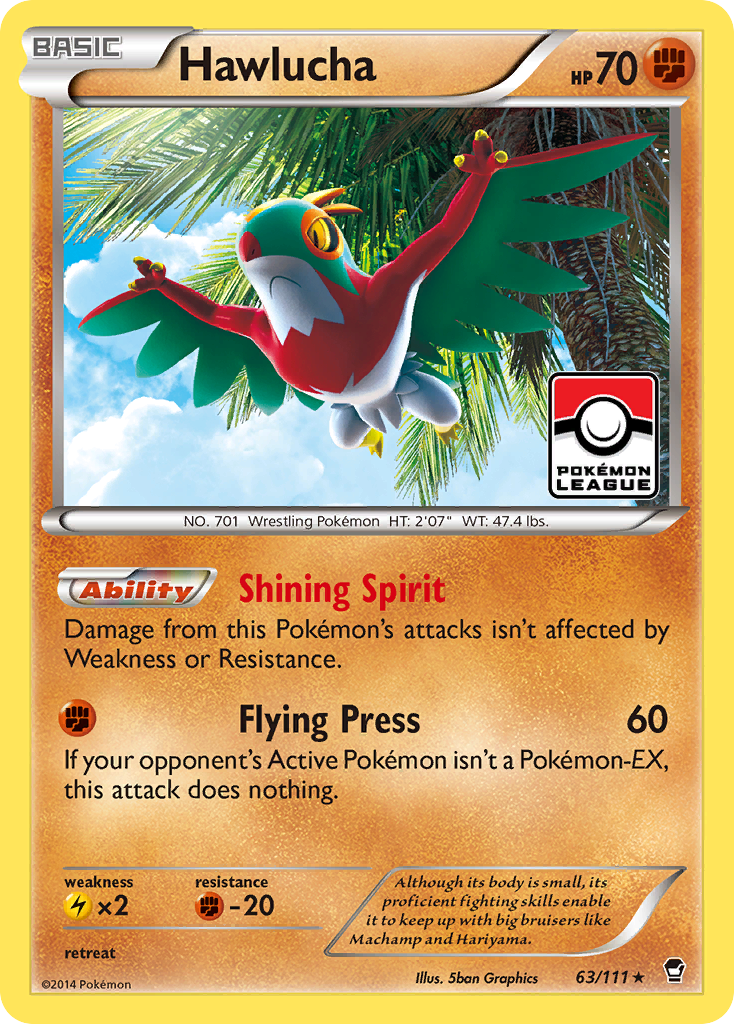 BASIC
Hawlucha
HP 70
POKÉMON
LEAGUE
NO. 701 Wrestling Pokémon HT: 2'07" WT: 47.4 lbs.
Ability Shining Spirit
Damage from this Pokémon's attacks isn't affected by
Weakness or Resistance.
Flying Press 60
If your opponent's Active Pokémon isn't a Pokémon-EX,
this attack does nothing.
weakness resistance
×2 -20
retreat
Although its body is small, its
proficient fighting skills enable
it to keep up with big bruisers like
Machamp and Hariyama.
©2014 Pokémon
Illus. 5ban Graphics 63/111 ★